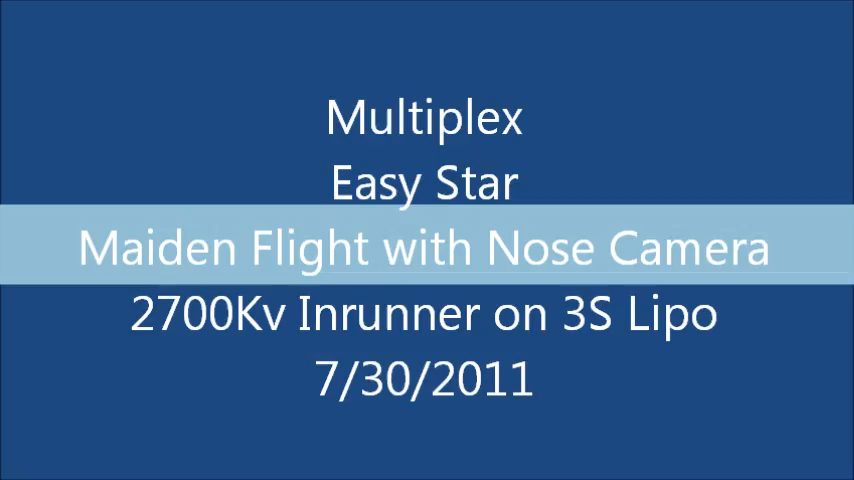 Multiplex
Easy Star
Maiden Flight with Nose Camera
2700Kv Inrunner on 3S Lipo
7/30/2011